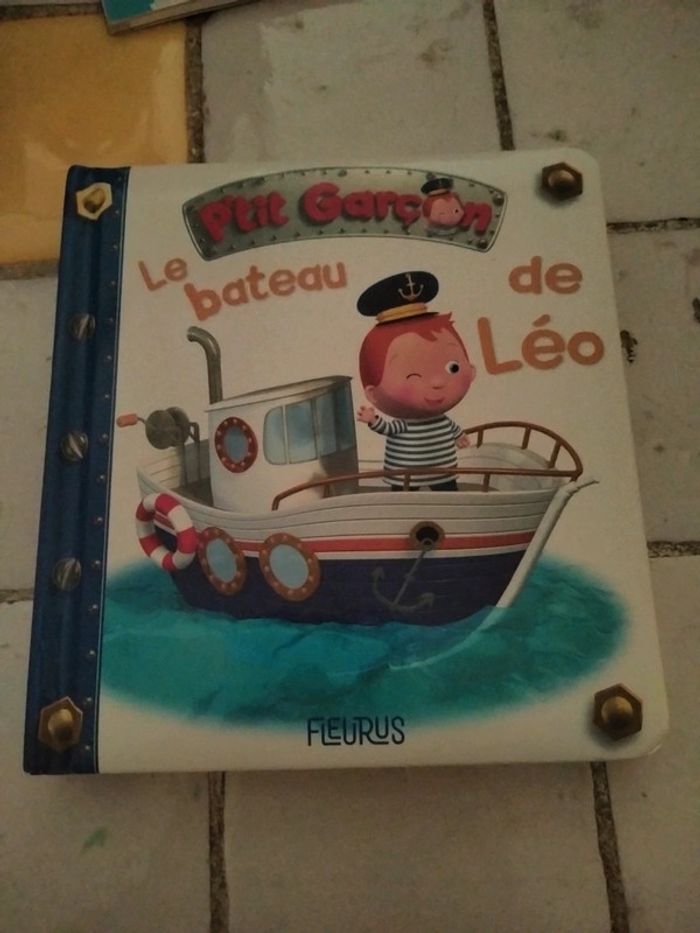 P'tit Garçon
Le bateau de Léo
FLEURUS